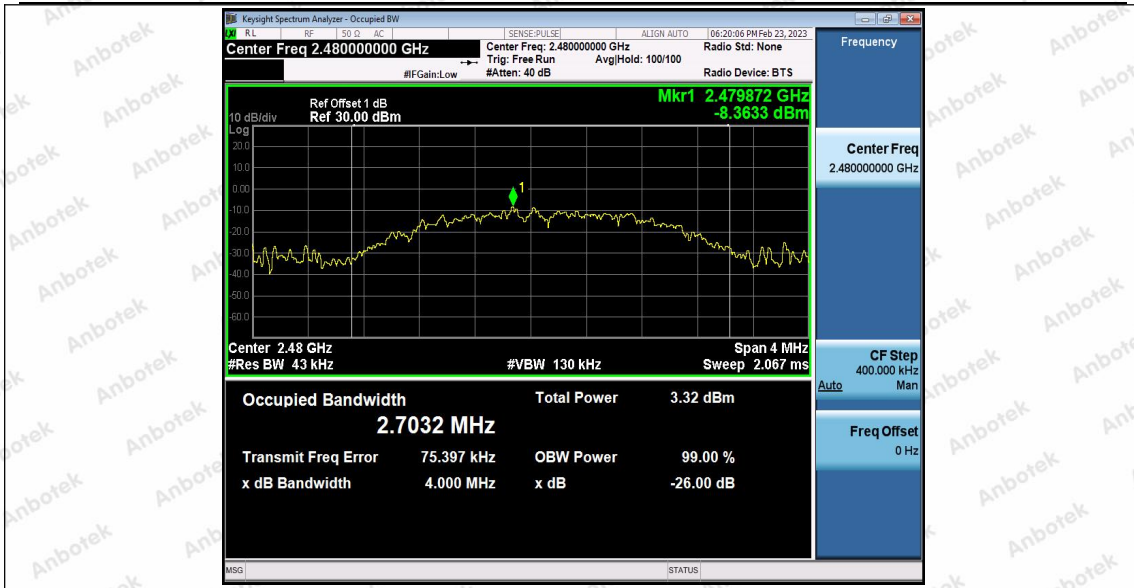 Keysight Spectrum Analyzer - Occupied BW
LXI RL RF 50 Ω AC SENSE:PULSE ALIGN AUTO 06:20:06 PM Feb 23, 2023
Center Freq 2.480000000 GHz
Center Freq: 2.480000000 GHz Radio Std: None
Trig: Free Run Avg|Hold: 100/100
#IFGain:Low #Atten: 40 dB Radio Device: BTS
Frequency
Mkr1 2.479872 GHz
-8.3633 dBm
Ref Offset 1 dB
10 dB/div Ref 30.00 dBm
Log
20.0
10.0
0.00
-10.0
-20.0
-30.0
-40.0
-50.0
-60.0
1
Center 2.48 GHz Span 4 MHz
#Res BW 43 kHz #VBW 130 kHz Sweep 2.067 ms
Occupied Bandwidth Total Power 3.32 dBm
2.7032 MHz
Transmit Freq Error 75.397 kHz OBW Power 99.00 %
x dB Bandwidth 4.000 MHz x dB -26.00 dB
Center Freq
2.480000000 GHz
CF Step
400.000 kHz
Auto Man
Freq Offset
0 Hz
MSG STATUS
Anbotek